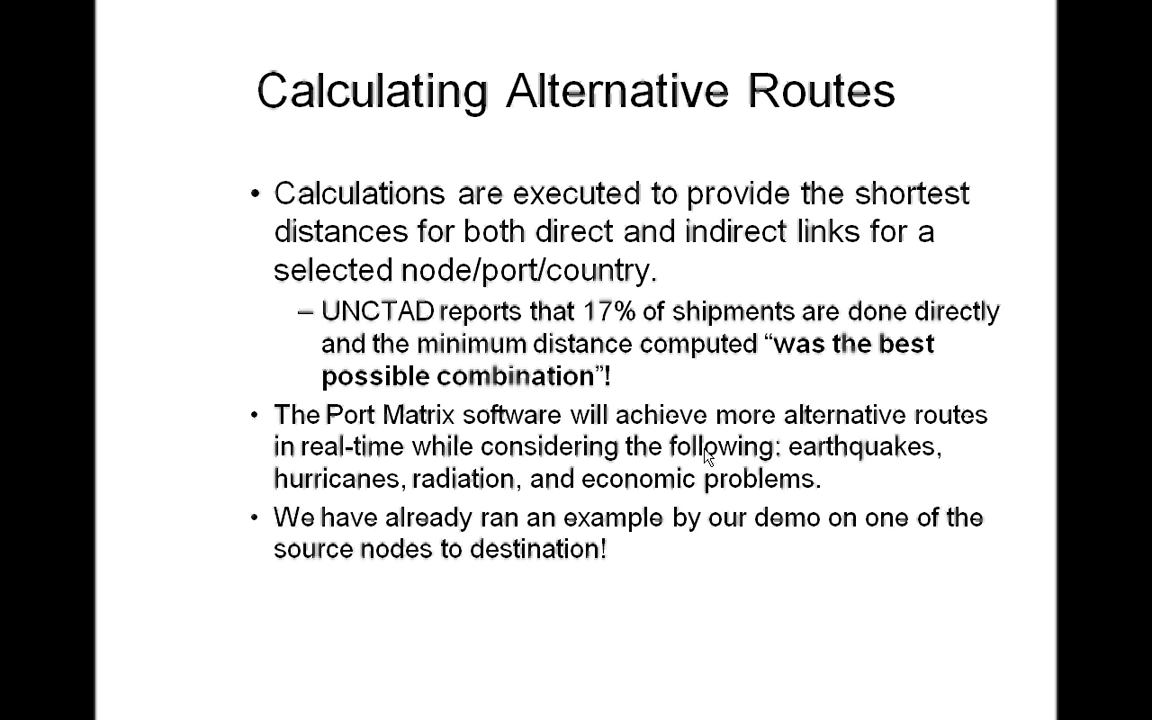 Calculating Alternative Routes
• Calculations are executed to provide the shortest
distances for both direct and indirect links for a
selected node/port/country.
– UNCTAD reports that 17% of shipments are done directly
and the minimum distance computed “was the best
possible combination”!
• The Port Matrix software will achieve more alternative routes
in real-time while considering the following: earthquakes,
hurricanes, radiation, and economic problems.
• We have already ran an example by our demo on one of the
source nodes to destination!